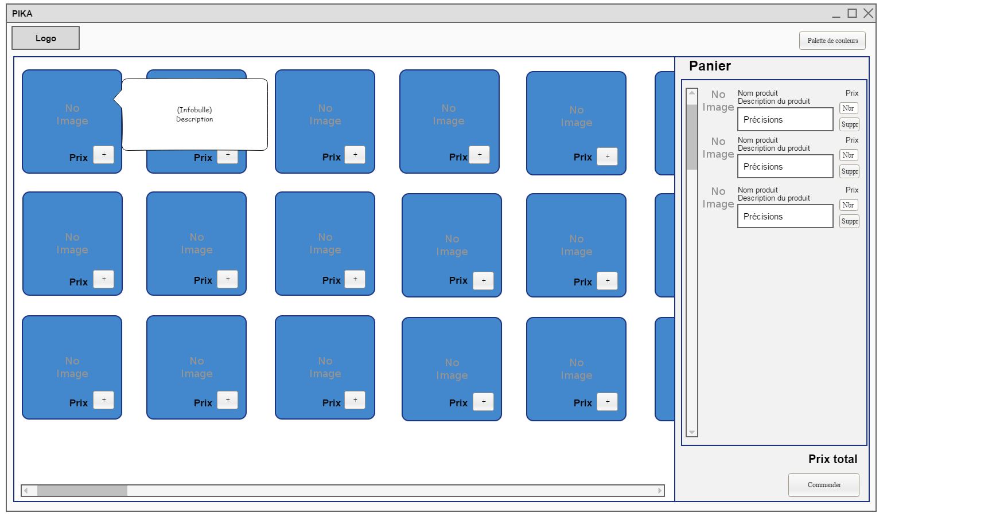 PIKA
Logo
Palette de couleurs
No
Image
Prix +
(Infobulle)
Description
Prix +
No
Image
Prix +
No
Image
Prix +
No
Image
Prix +
No
Image
Prix +
No
Image
Prix +
No
Image
Prix +
No
Image
Prix +
No
Image
Prix +
No
Image
Prix +
No
Image
Prix +
No
Image
Prix +
No
Image
Prix +
No
Image
Prix +
Panier
No
Image
Nom produit Prix
Description du produit
Nbr
Précisions
Suppr
No
Image
Nom produit Prix
Description du produit
Nbr
Précisions
Suppr
No
Image
Nom produit Prix
Description du produit
Nbr
Précisions
Suppr
Prix total
Commander